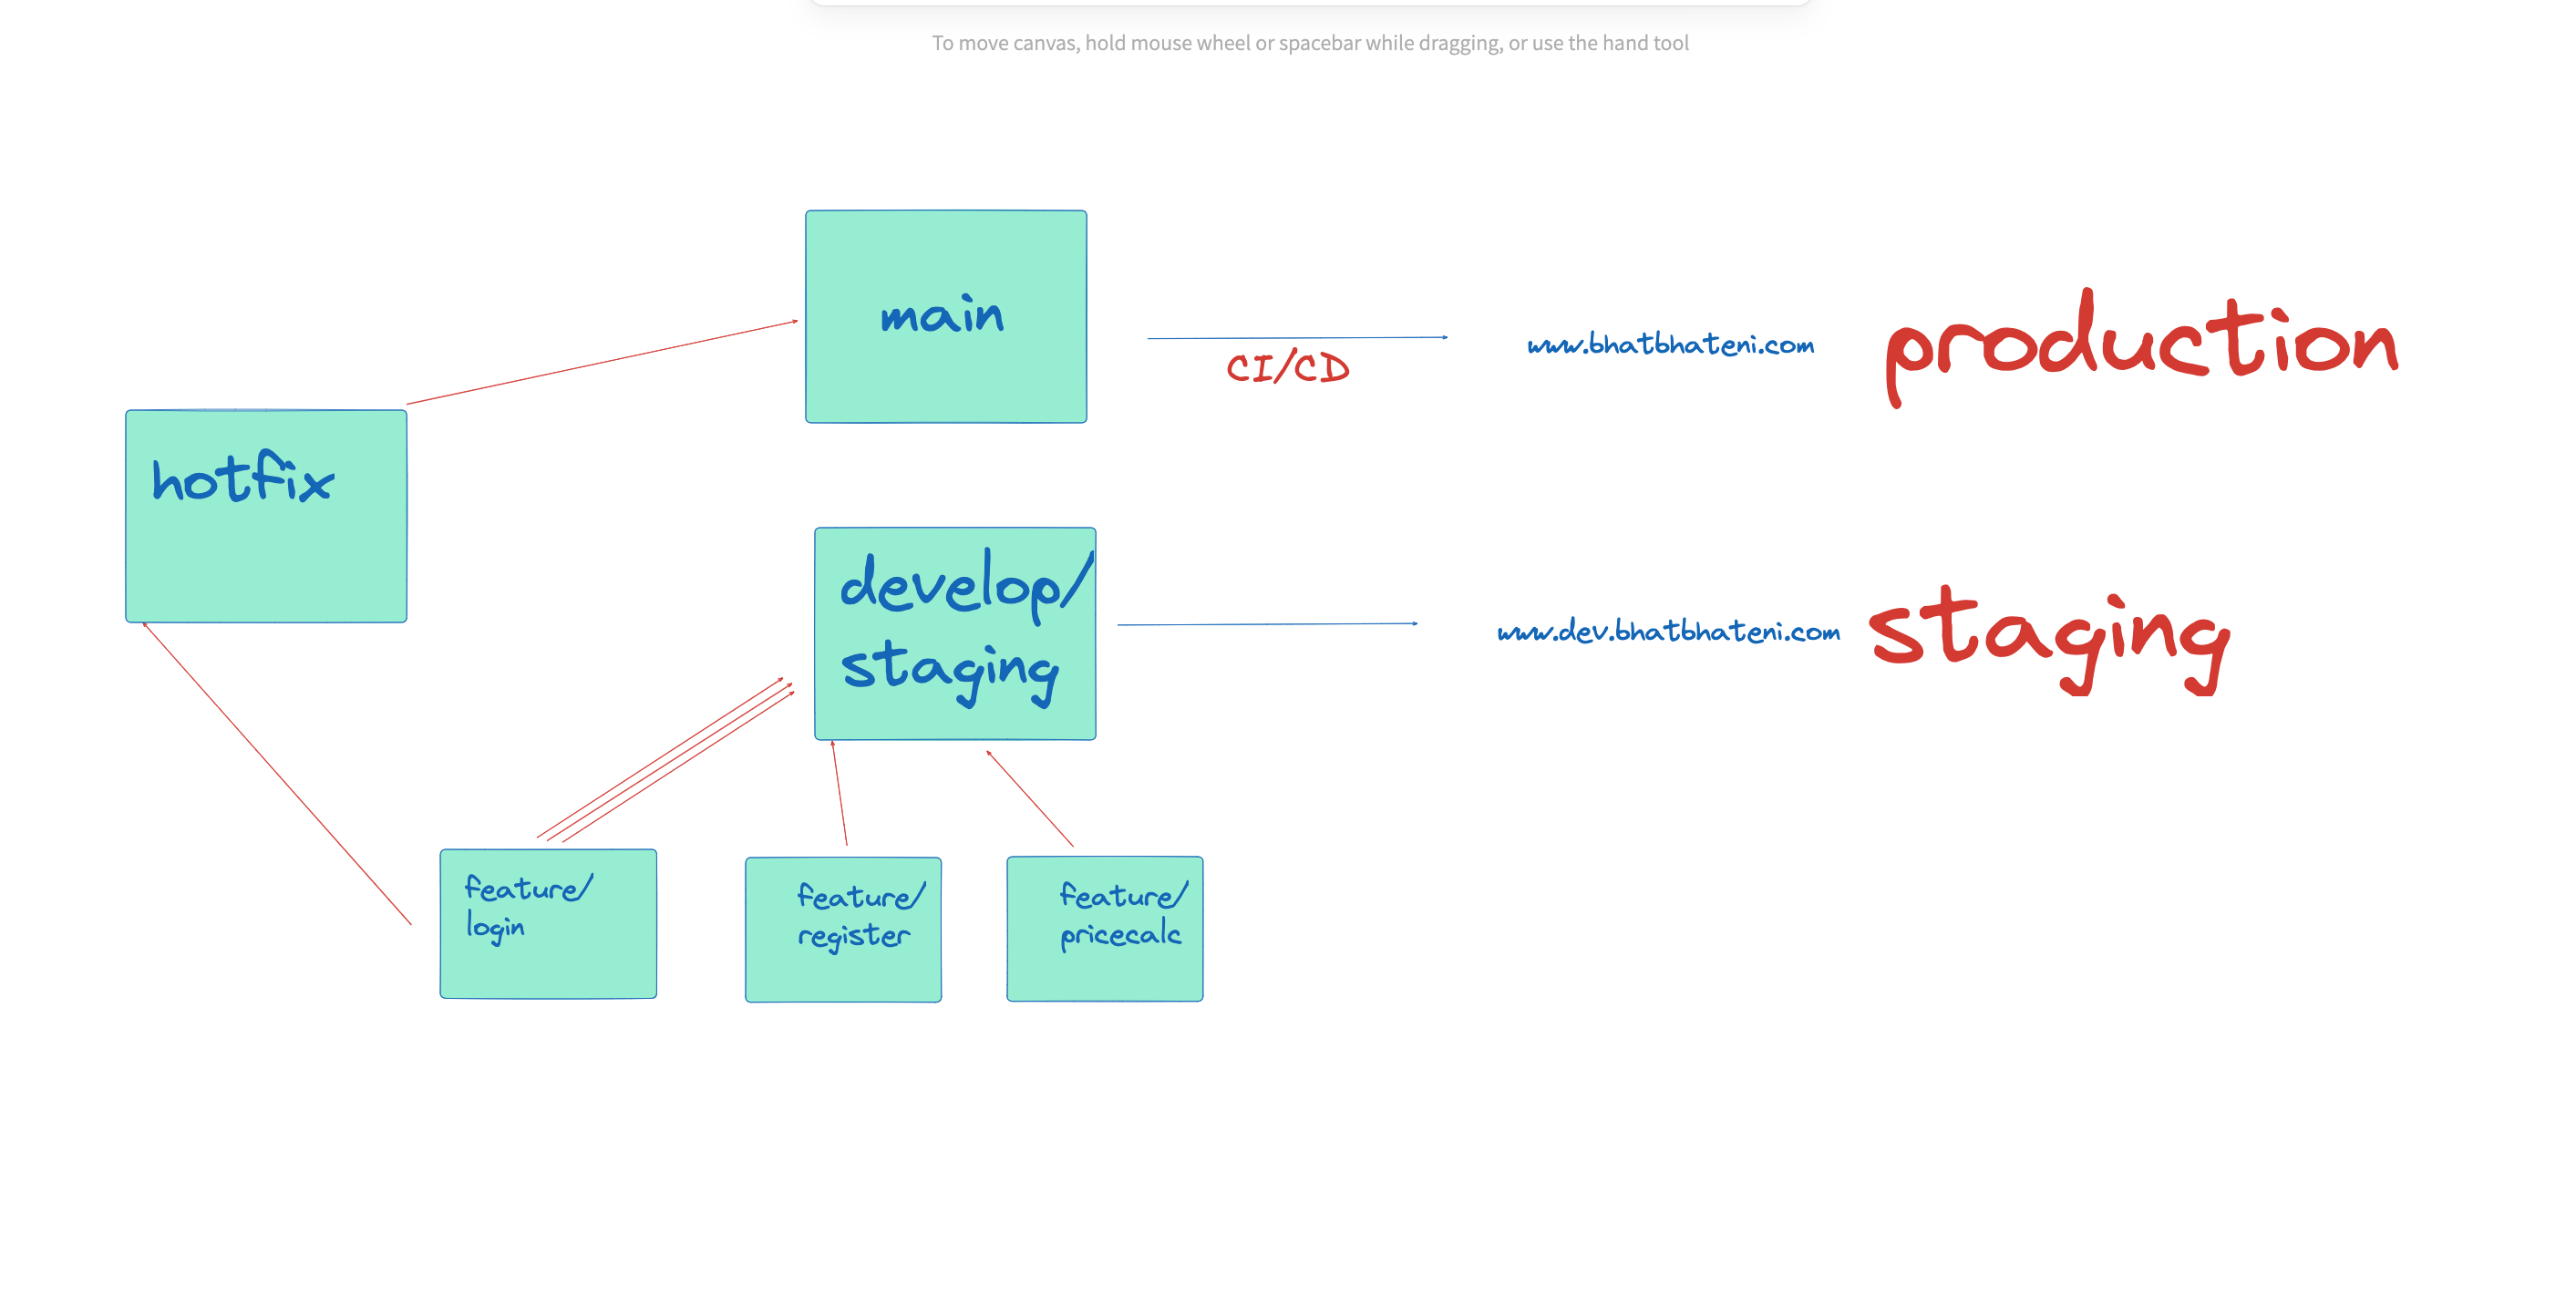 To move canvas, hold mouse wheel or spacebar while dragging, or use the hand tool
main
www.bhatbhateni.com
production
CI/CD
hotfix
develop/
staging
www.dev.bhatbhateni.com
staging
feature/
login
feature/
register
feature/
pricecalc